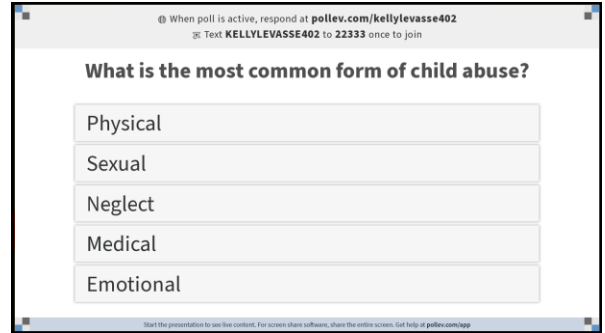 When poll is active, respond at pollev.com/kellylevasse402
Text KELLYLEVASSE402 to 22333 once to join
What is the most common form of child abuse?
Physical
Sexual
Neglect
Medical
Emotional
Start the presentation to see live content. For screen share software, share the entire screen. Get help at pollev.com/app